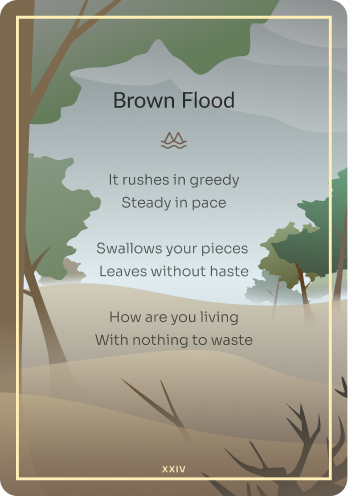 Brown Flood
It rushes in greedy
Steady in pace
Swallows your pieces
Leaves without haste
How are you living
With nothing to waste
XXIV